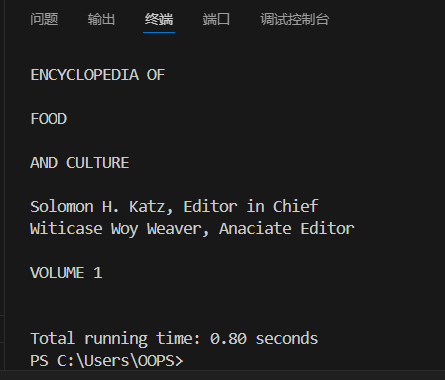 问题 输出 终端 端口 调试控制台
ENCYCLOPEDIA OF
FOOD
AND CULTURE
Solomon H. Katz, Editor in Chief
Witicase Woy Weaver, Anaciate Editor
VOLUME 1
Total running time: 0.80 seconds
PS C:\Users\OOPS>